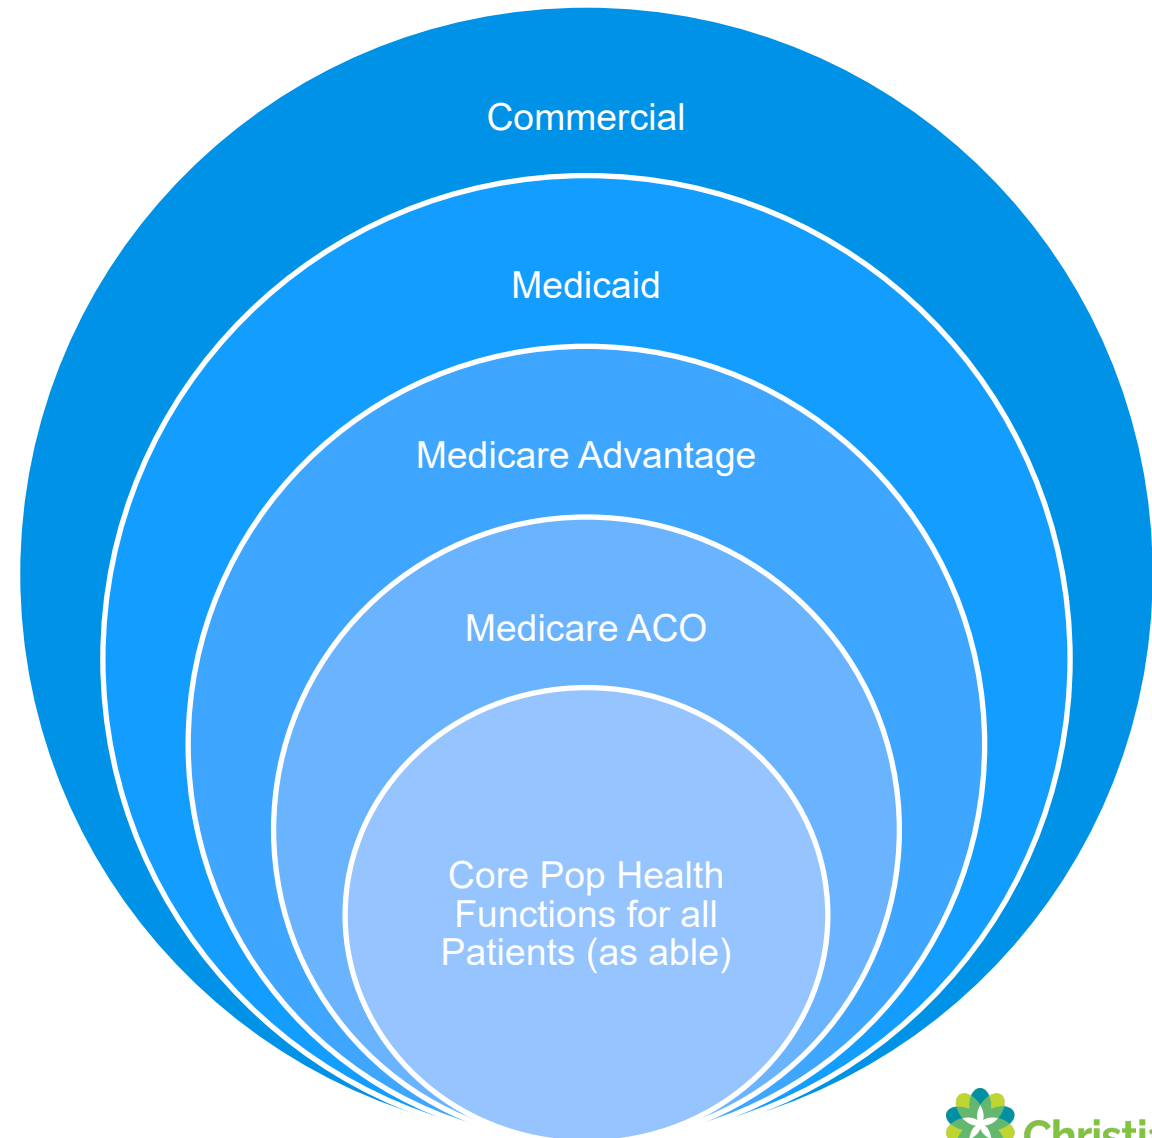 Commercial
Medicaid
Medicare Advantage
Medicare ACO
Core Pop Health
Functions for all
Patients (as able)